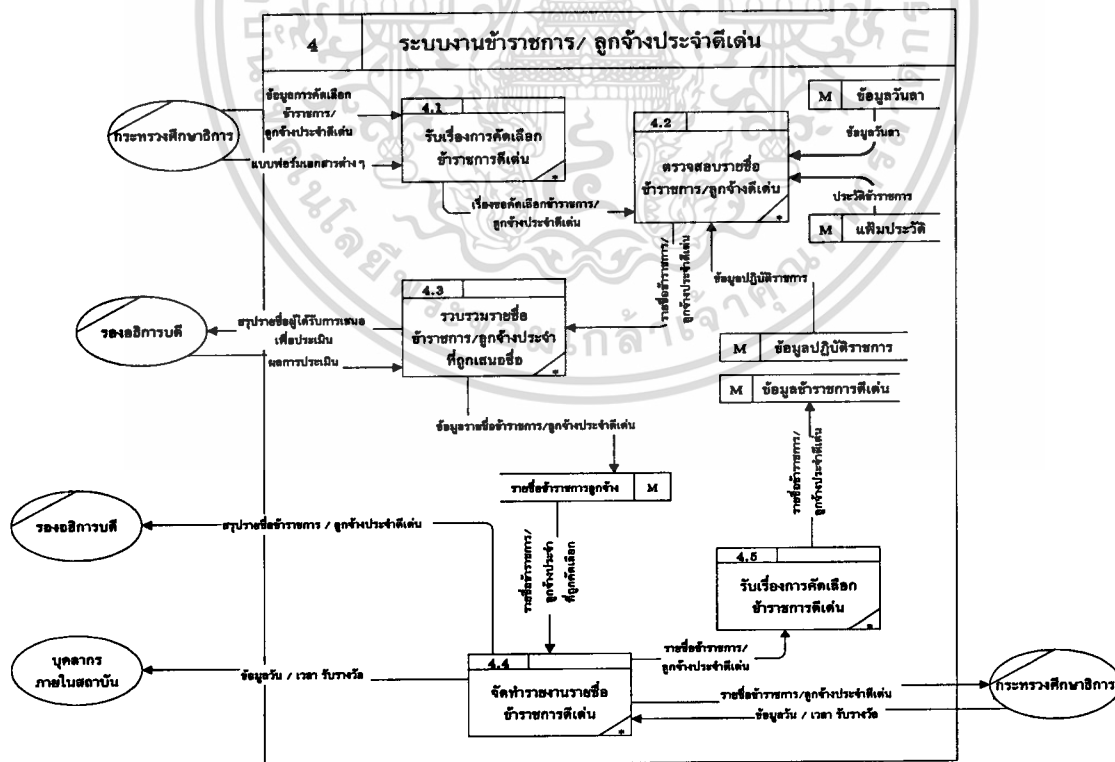 4 ระบบงานข้าราชการ/ ลูกจ้างประจำดีเด่น
กระทรวงศึกษาธิการ
ข้อมูลการคัดเลือก
ข้าราชการ/
ลูกจ้างประจำดีเด่น
แบบฟอร์มเอกสารต่าง ๆ
4.1
รับเรื่องการคัดเลือก
ข้าราชการดีเด่น
*
เรื่องขอคัดเลือกข้าราชการ/
ลูกจ้างประจำดีเด่น
4.2
ตรวจสอบรายชื่อ
ข้าราชการ/ลูกจ้างดีเด่น
*
M ข้อมูลวันลา
ข้อมูลวันลา
ประวัติข้าราชการ
M แฟ้มประวัติ
รายชื่อข้าราชการ/
ลูกจ้างประจำดีเด่น
ข้อมูลปฏิบัติราชการ
รองอธิการบดี
สรุปรายชื่อผู้ได้รับการเสนอ
เพื่อประเมิน
ผลการประเมิน
4.3
รวบรวมรายชื่อ
ข้าราชการ/ลูกจ้างประจำ
ที่ถูกเสนอชื่อ
*
M ข้อมูลปฏิบัติราชการ
M ข้อมูลข้าราชการดีเด่น
ข้อมูลรายชื่อข้าราชการ/ลูกจ้างประจำดีเด่น
รายชื่อข้าราชการลูกจ้าง M
รายชื่อข้าราชการ/
ลูกจ้างประจำดีเด่น
รองอธิการบดี
สรุปรายชื่อข้าราชการ / ลูกจ้างประจำดีเด่น
รายชื่อข้าราชการ/
ลูกจ้างประจำ
ที่ถูกคัดเลือก
4.5
รับเรื่องการคัดเลือก
ข้าราชการดีเด่น
*
บุคลากร
ภายในสถาบัน
ข้อมูลวัน / เวลา รับรางวัล
4.4
จัดทำรายงานรายชื่อ
ข้าราชการดีเด่น
*
รายชื่อข้าราชการ/
ลูกจ้างประจำดีเด่น
รายชื่อข้าราชการ/ลูกจ้างประจำดีเด่น
ข้อมูลวัน / เวลา รับรางวัล
กระทรวงศึกษาธิการ